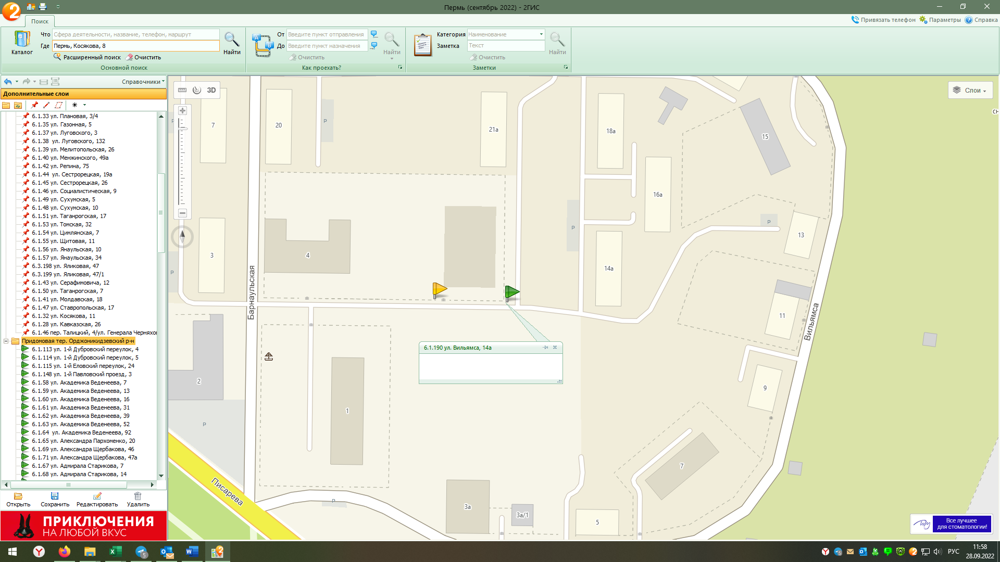 Пермь (сентябрь 2022) - 2ГИС
Поиск
Привязать телефон
Параметры
Справка
Каталог
Что
Сфера деятельности, название, телефон, маршрут
Где
Пермь, Косякова, 8
Расширенный поиск
Очистить
Найти
Основной поиск
От
Введите пункт отправления
До
Введите пункт назначения
Очистить
Найти
Как проехать?
Категория
Наименование
Заметка
Текст
Очистить
Найти
Заметки
Справочники
Дополнительные слои
6.1.33 ул. Плановая, 3/4
6.1.35 ул. Газонная, 5
6.1.37 ул. Луговского, 3
6.1.38 ул. Луговского, 132
6.1.39 ул. Мелитопольская, 26
6.1.40 ул. Менжинского, 49а
6.1.42 ул. Репина, 75
6.1.44 ул. Сестрорецкая, 19а
6.1.45 ул. Сестрорецкая, 26
6.1.46 ул. Социалистическая, 9
6.1.49 ул. Сухумская, 5
6.1.48 ул. Сухумская, 10
6.1.51 ул. Таганрогская, 17
6.1.53 ул. Томская, 32
6.1.54 ул. Цимлянская, 7
6.1.55 ул. Щитовая, 11
6.1.56 ул. Янаульская, 10
6.1.57 ул. Янаульская, 34
6.3.198 ул. Яликовая, 47
6.3.199 ул. Яликовая, 47/1
6.1.43 ул. Серафимовича, 12
6.1.50 ул. Таганрогская, 7
6.1.41 ул. Молдавская, 18
6.1.47 ул. Ставропольская, 17
6.1.32 ул. Косякова, 11
6.1.28 ул. Кавказская, 26
6.1.46 пер. Талицкий, 4/ул. Генерала Черняхо
Придомовая тер. Орджоникидзевский р-н
6.1.113 ул. 1-й Дубровский переулок, 4
6.1.114 ул. 1-й Дубровский переулок, 5
6.1.115 ул. 1-й Еловский переулок, 24
6.1.148 ул. 1-й Павловский проезд, 3
6.1.58 ул. Академика Веденеева, 7
6.1.59 ул. Академика Веденеева, 13
6.1.60 ул. Академика Веденеева, 16
6.1.61 ул. Академика Веденеева, 31
6.1.62 ул. Академика Веденеева, 39
6.1.63 ул. Академика Веденеева, 52
6.1.64 ул. Академика Веденеева, 92
6.1.65 ул. Александра Пархоменко, 20
6.1.69 ул. Александра Щербакова, 46
6.1.71 ул. Александра Щербакова, 47а
6.1.67 ул. Адмирала Старикова, 7
6.1.68 ул. Адмирала Старикова, 14
Открыть
Сохранить
Редактировать
Удалить
ПРИКЛЮЧЕНИЯ
НА ЛЮБОЙ ВКУС
3D
Слои
сн
7
20
P
21а
18а
15
16а
P
P
13
3
4
14а
P
Барнаульская
11
Вильямса
6.1.190 ул. Вильямса, 14а
2
1
9
P
7
Писарева
P
3а
3а/1
5
Все лучшее
для стоматологии!
РУС
11:58
28.09.2022